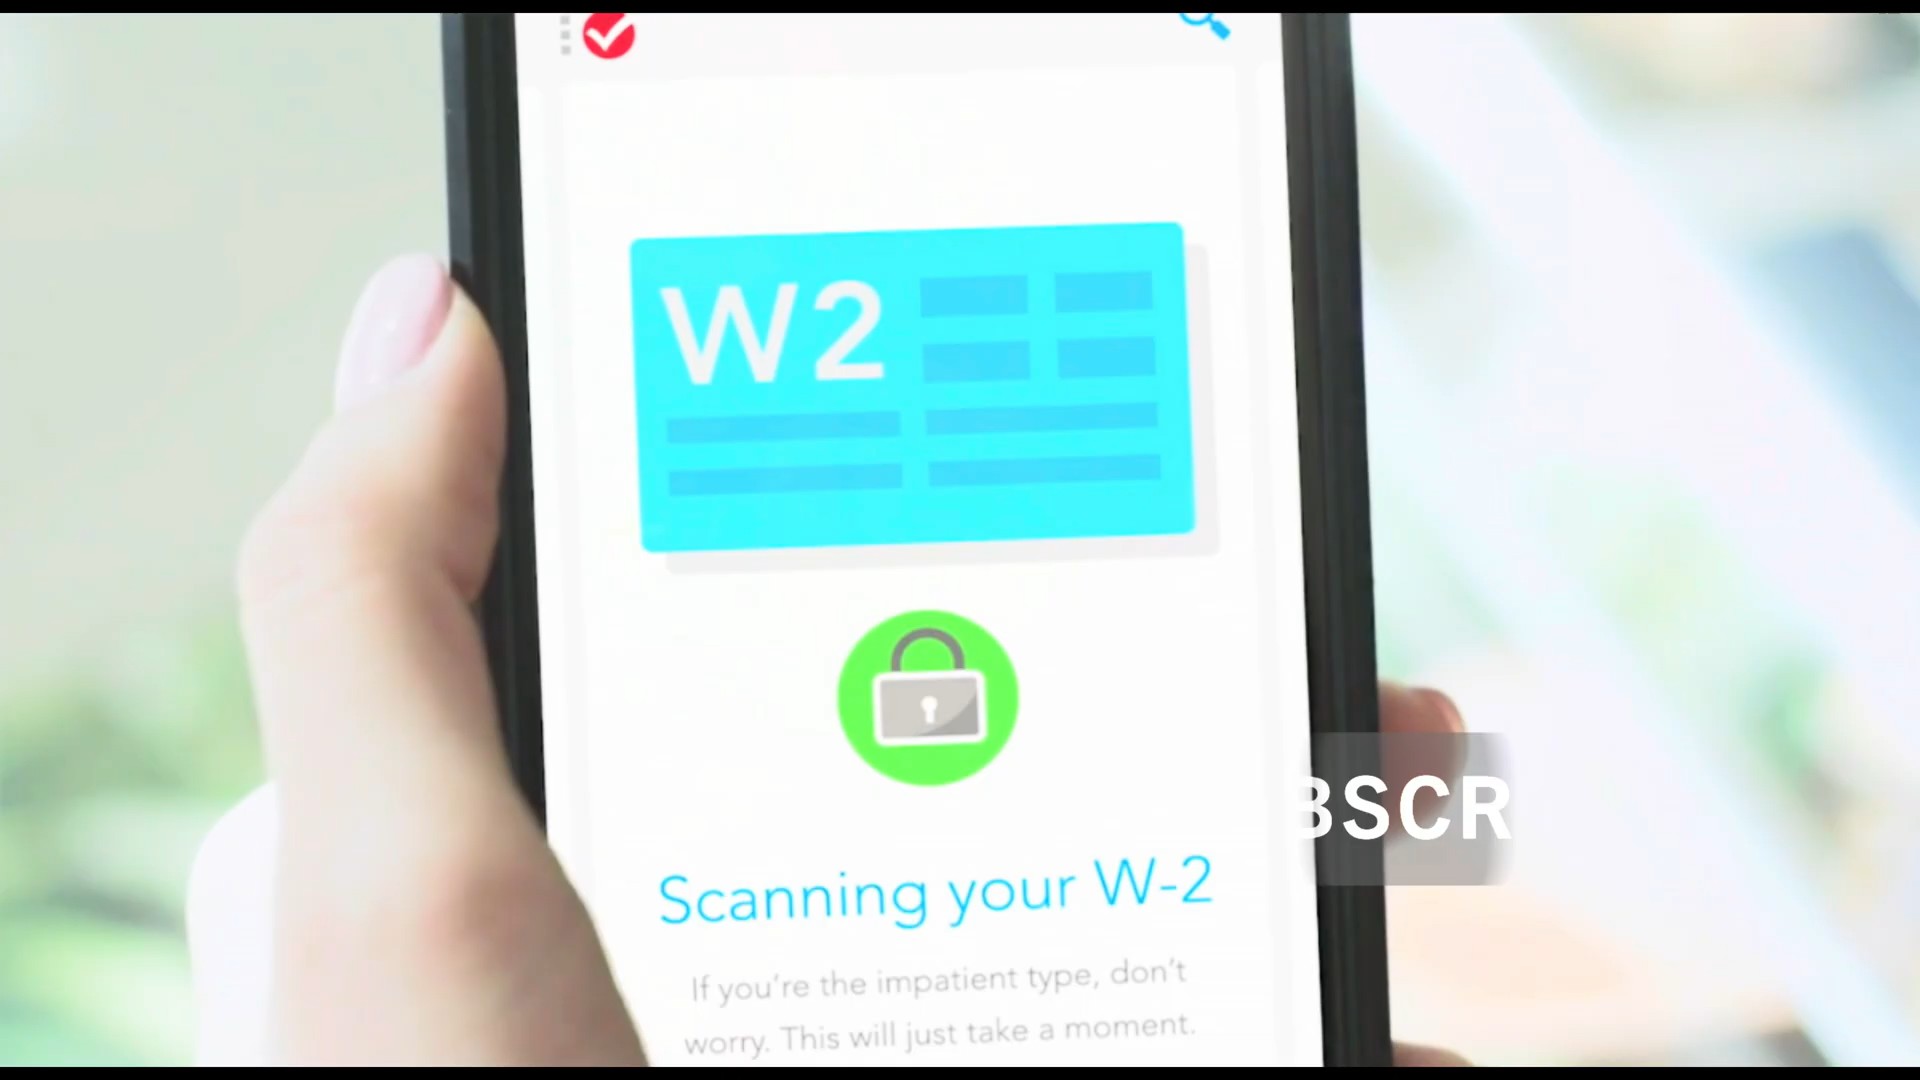 W2
BSCR
Scanning your W-2
If you're the impatient type, don't
worry. This will just take a moment.